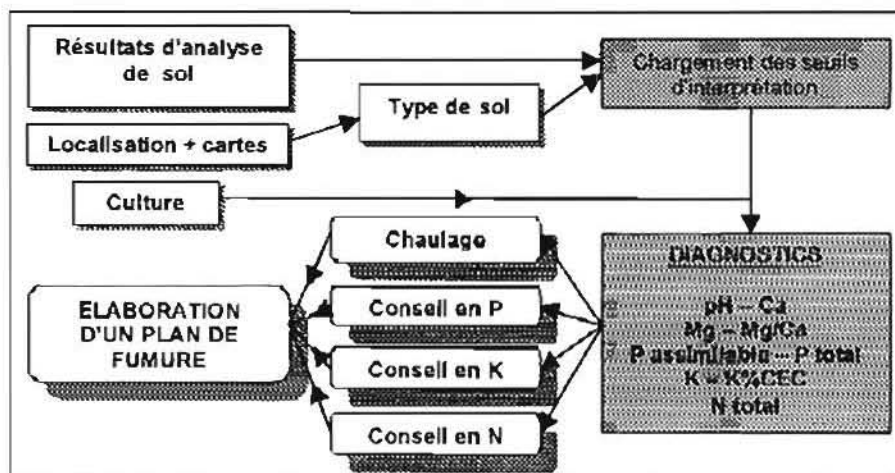 Résultats d'analyse
de sol
Chargement des seuils
d'interprétation
Type de sol
Localisation + cartes
Culture
Chaulage
Conseil en P
Conseil en K
Conseil en N
ELABORATION
D'UN PLAN DE
FUMURE
DIAGNOSTICS
pH – Ca
Mg – Mg/Ca
P assimilable – P total
K – K%CEC
N total